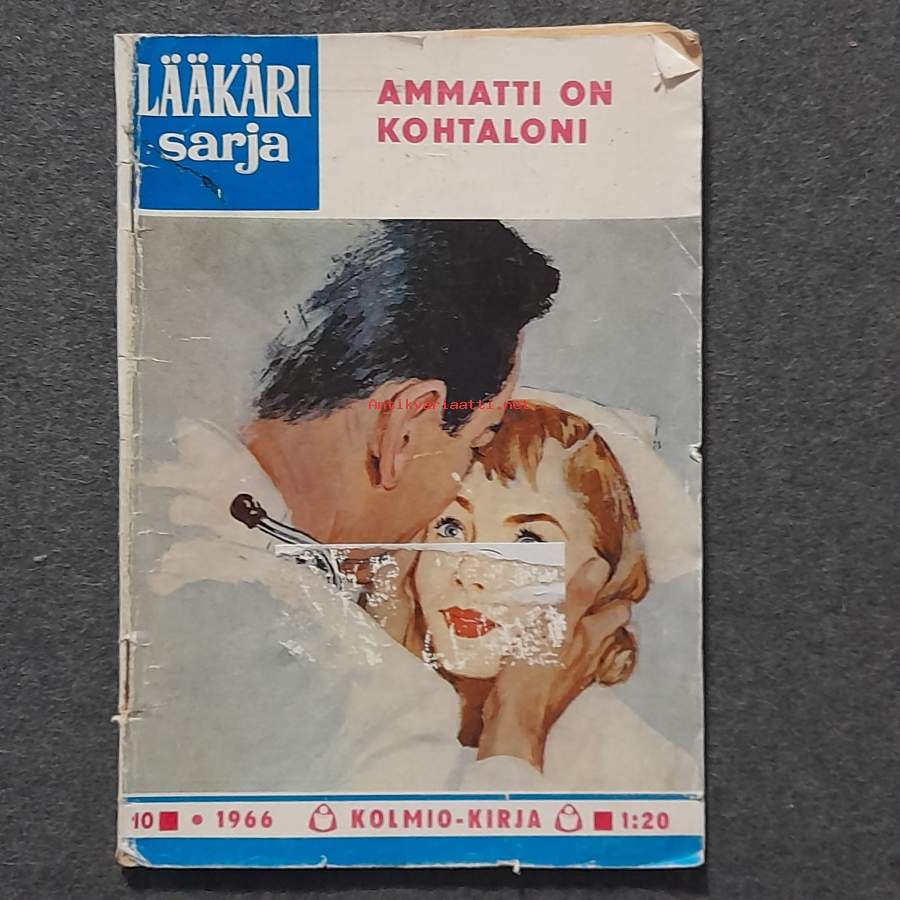 LÄÄKÄRI
sarja
AMMATTI ON
KOHTALONI
Antikvariaatti.net
10 • 1966 KOLMIO-KIRJA 1:20